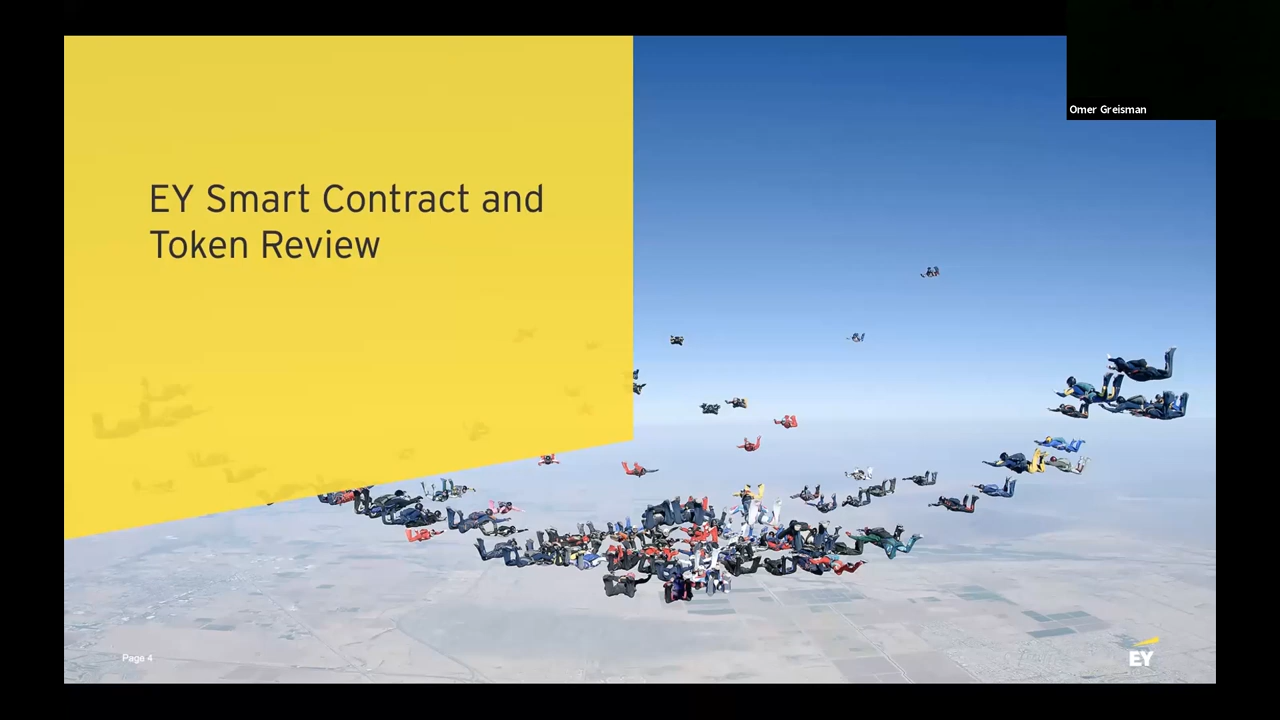 Omer Greisman
EY Smart Contract and
Token Review
Page 4
EY